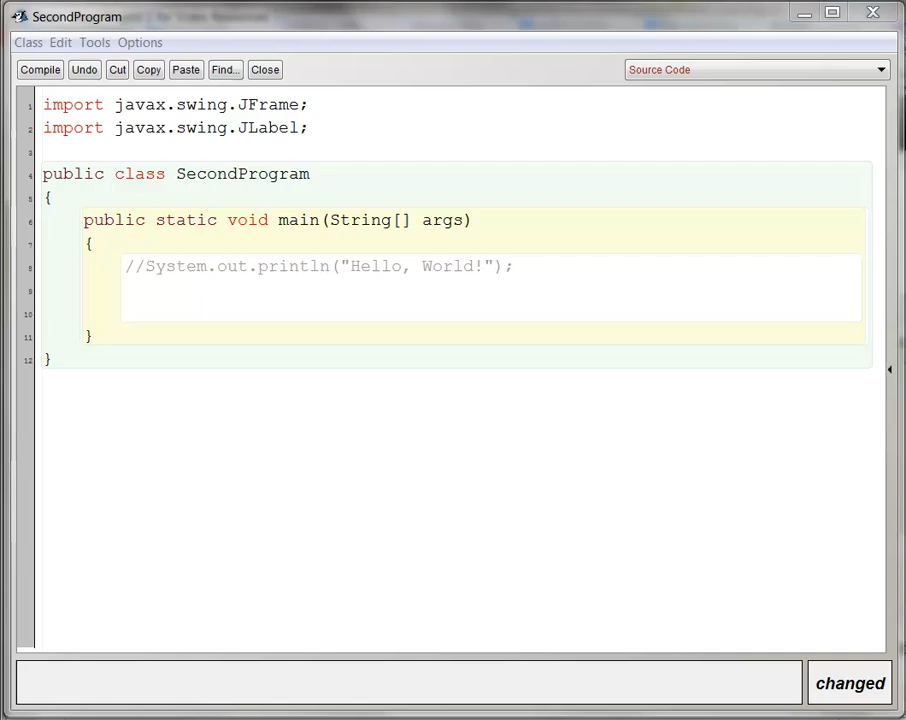 SecondProgram
Class Edit Tools Options
Compile Undo Cut Copy Paste Find... Close Source Code
1 import javax.swing.JFrame;
2 import javax.swing.JLabel;
3
4 public class SecondProgram
5 {
6 public static void main(String[] args)
7 {
8 //System.out.println("Hello, World!");
9
10
11 }
12 }
changed